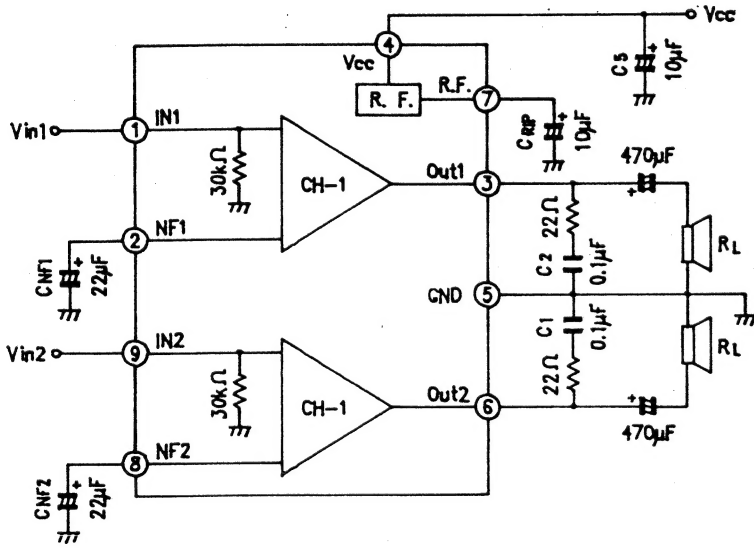 Vcc
4
Vcc
C5
+
10µF
R.F.
R. F.
7
CRIP
+
10µF
Vin1
1
IN1
30kΩ
CH-1
Out1
3
470µF
+
22Ω
C2
0.1µF
RL
2
NF1
CNF1
+
22µF
GND
5
C1
0.1µF
22Ω
RL
Vin2
9
IN2
30kΩ
CH-1
Out2
6
+
470µF
8
NF2
CNF2
+
22µF